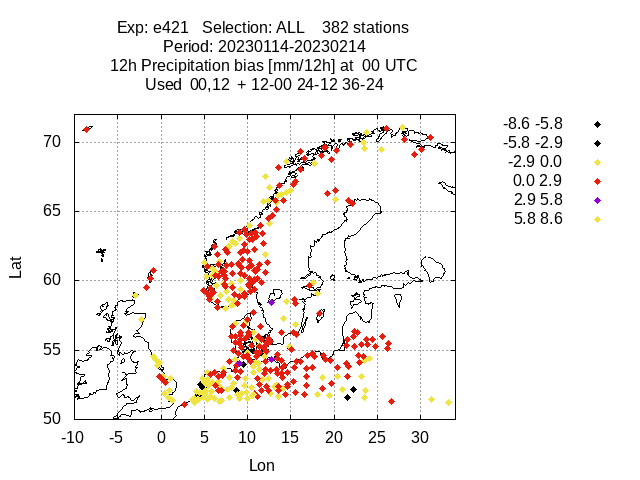 Exp: e421 Selection: ALL 382 stations
Period: 20230114-20230214
12h Precipitation bias [mm/12h] at 00 UTC
Used 00,12 + 12-00 24-12 36-24
-8.6 -5.8
-5.8 -2.9
-2.9 0.0
0.0 2.9
2.9 5.8
5.8 8.6
70
65
60
55
50
Lat
-10 -5 0 5 10 15 20 25 30
Lon